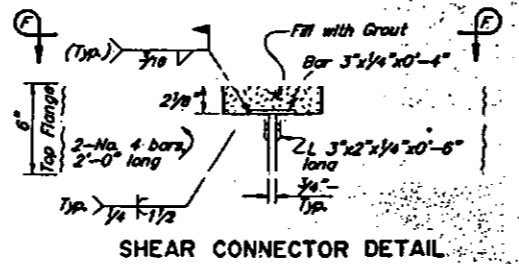 F
F
(Typ.)
3/16
Fill with Grout
Bar 3"x1/4"x0'-4"
2 1/8"
6"
Top Flange
2-No. 4 bars,
2'-0" long
L 3"x2"x1/4"x0'-6"
long
3/4"
Typ.
Typ.
1/4
1 1/2
SHEAR CONNECTOR DETAIL